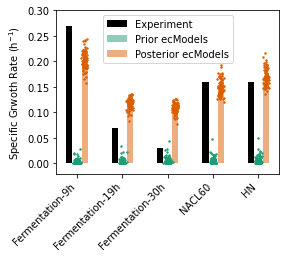 Experiment
Prior ecModels
Posterior ecModels
Specific Grwoth Rate (h⁻¹)
0.30
0.25
0.20
0.15
0.10
0.05
0.00
Fermentation-9h
Fermentation-19h
Fermentation-30h
NACL60
HN